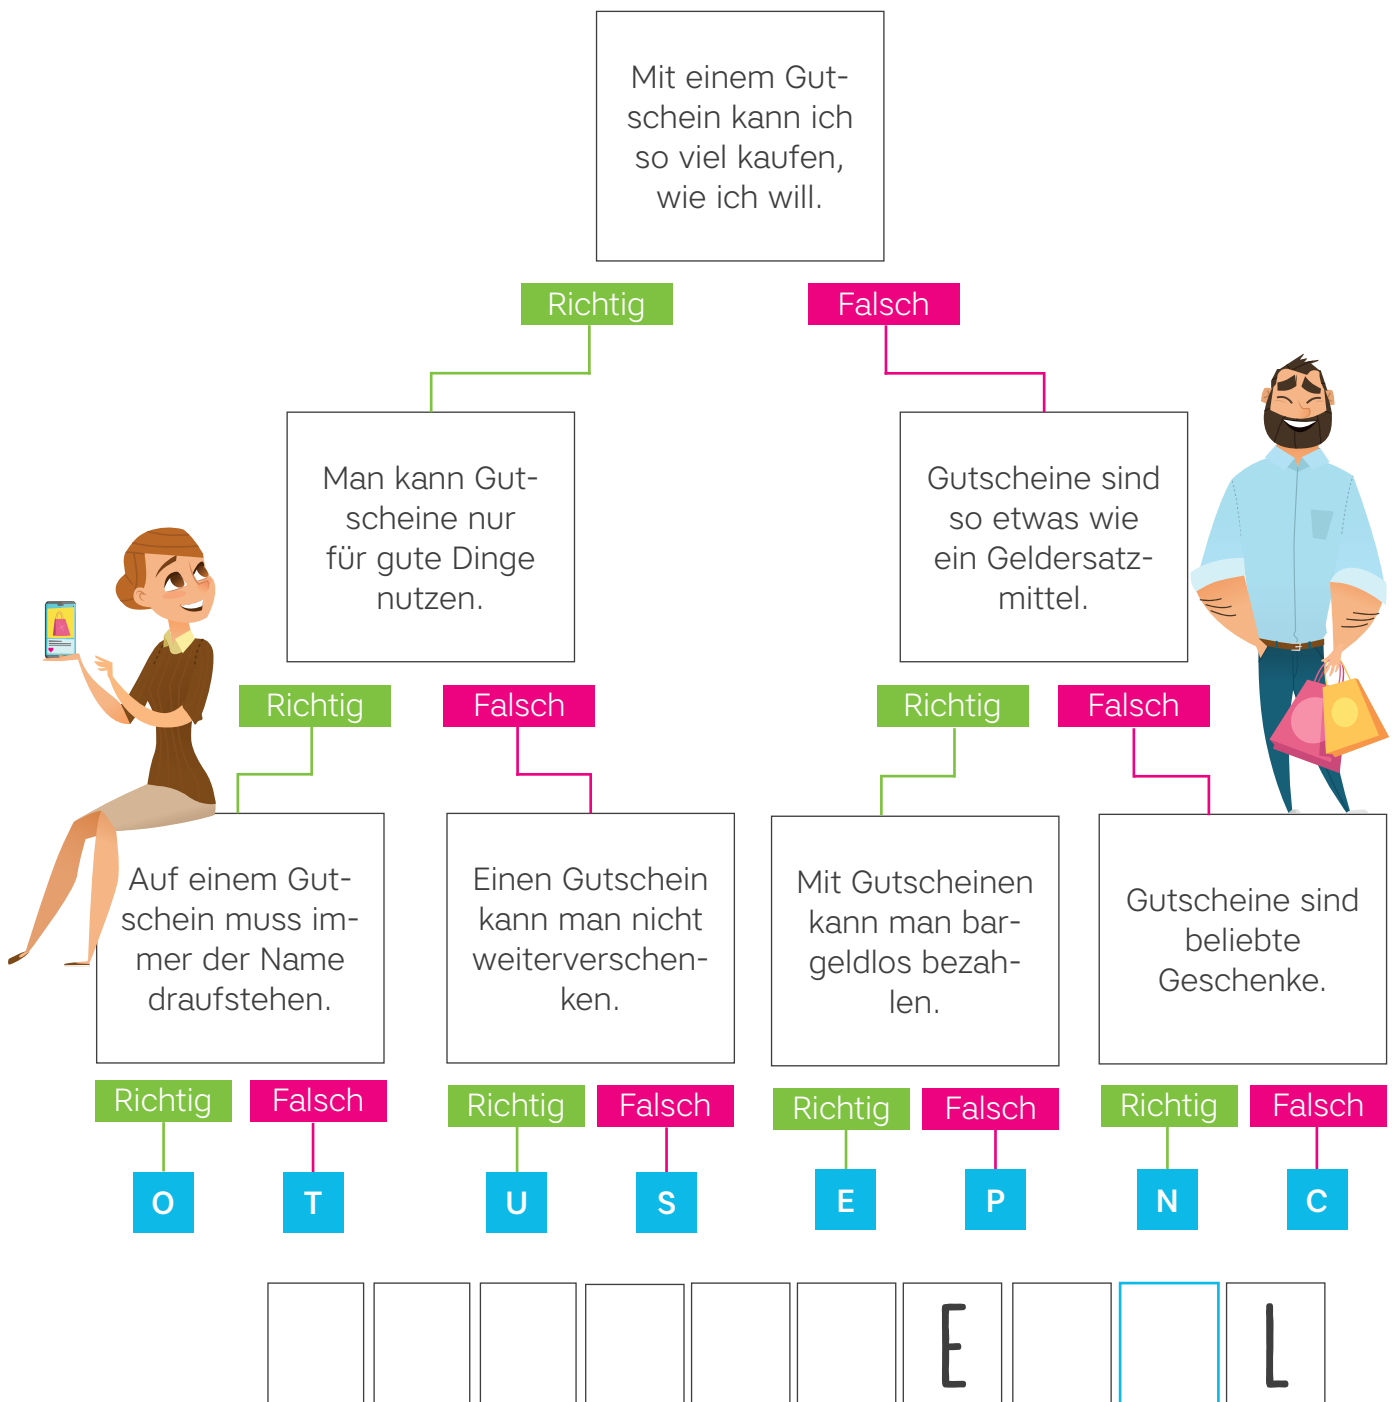 Mit einem Gut-
schein kann ich
so viel kaufen,
wie ich will.
Richtig
Falsch
Man kann Gut-
scheine nur
für gute Dinge
nutzen.
Gutscheine sind
so etwas wie
ein Geldersatz-
mittel.
Richtig
Falsch
Richtig
Falsch
Auf einem Gut-
schein muss im-
mer der Name
draufstehen.
Einen Gutschein
kann man nicht
weiterverschen-
ken.
Mit Gutscheinen
kann man bar-
geldlos bezah-
len.
Gutscheine sind
beliebte
Geschenke.
Richtig
Falsch
Richtig
Falsch
Richtig
Falsch
Richtig
Falsch
O
T
U
S
E
P
N
C
E
L